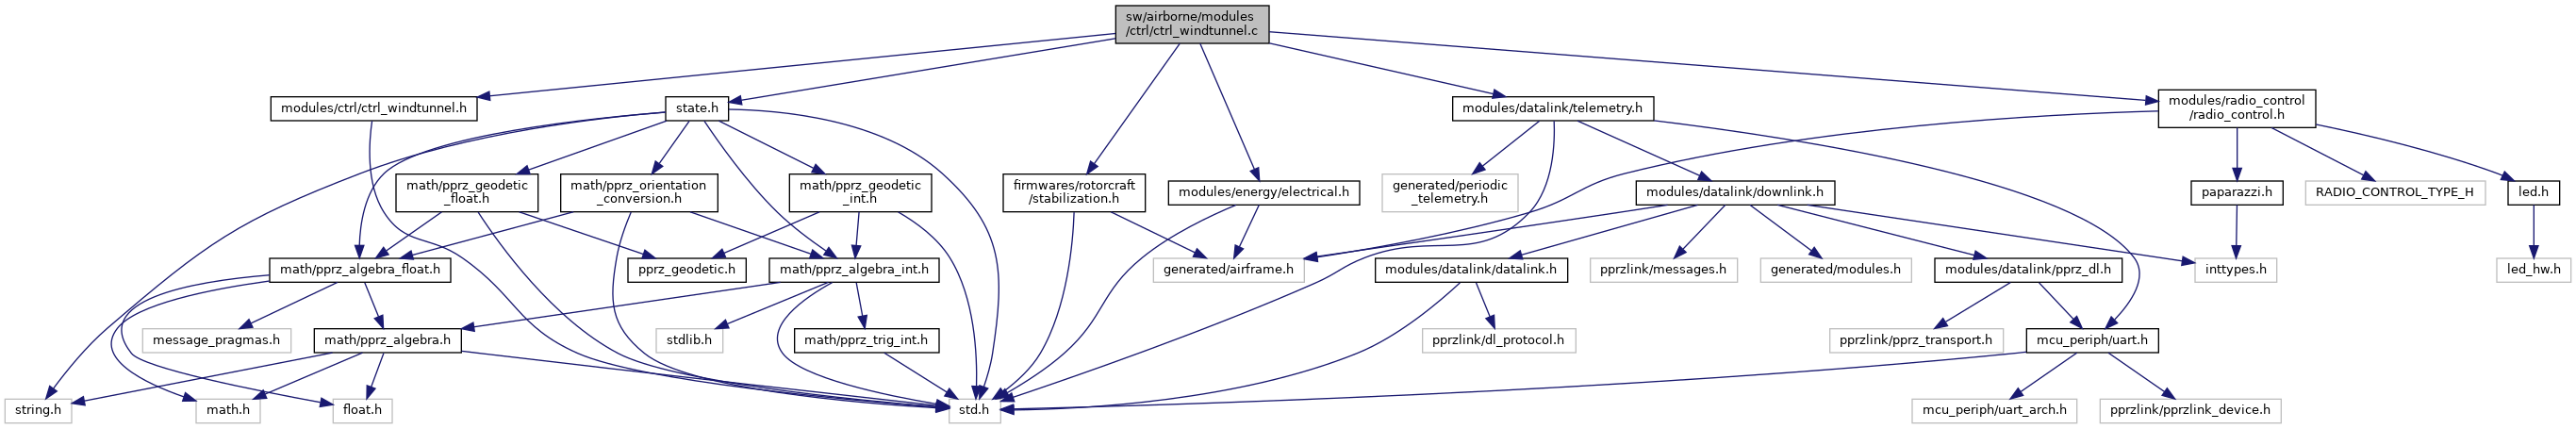 sw/airborne/modules
/ctrl/ctrl_windtunnel.c
modules/ctrl/ctrl_windtunnel.h
state.h
modules/datalink/telemetry.h
modules/radio_control
/radio_control.h
math/pprz_geodetic
_float.h
math/pprz_orientation
_conversion.h
math/pprz_geodetic
_int.h
firmwares/rotorcraft
/stabilization.h
modules/energy/electrical.h
generated/periodic
_telemetry.h
modules/datalink/downlink.h
paparazzi.h
RADIO_CONTROL_TYPE_H
led.h
math/pprz_algebra_float.h
pprz_geodetic.h
math/pprz_algebra_int.h
generated/airframe.h
modules/datalink/datalink.h
pprzlink/messages.h
generated/modules.h
modules/datalink/pprz_dl.h
inttypes.h
led_hw.h
message_pragmas.h
math/pprz_algebra.h
stdlib.h
math/pprz_trig_int.h
pprzlink/dl_protocol.h
pprzlink/pprz_transport.h
mcu_periph/uart.h
string.h
math.h
float.h
std.h
mcu_periph/uart_arch.h
pprzlink/pprzlink_device.h